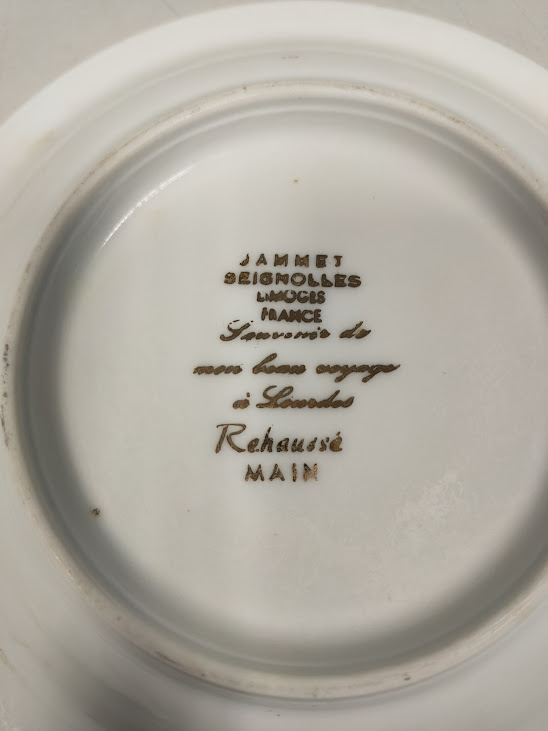 JAMMET
SEIGNOLLES
LIMOGES
FRANCE
Souvenir de
mon beau voyage
à Lourdes
Rehaussé
MAIN